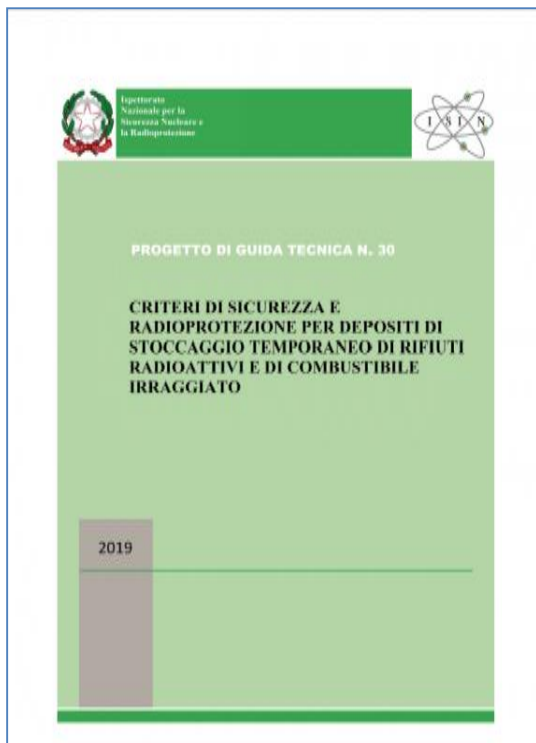 Ispettorato
Nazionale per la
Sicurezza Nucleare e
la Radioprotezione
I S I N
PROGETTO DI GUIDA TECNICA N. 30
CRITERI DI SICUREZZA E
RADIOPROTEZIONE PER DEPOSITI DI
STOCCAGGIO TEMPORANEO DI RIFIUTI
RADIOATTIVI E DI COMBUSTIBILE
IRRAGGIATO
2019